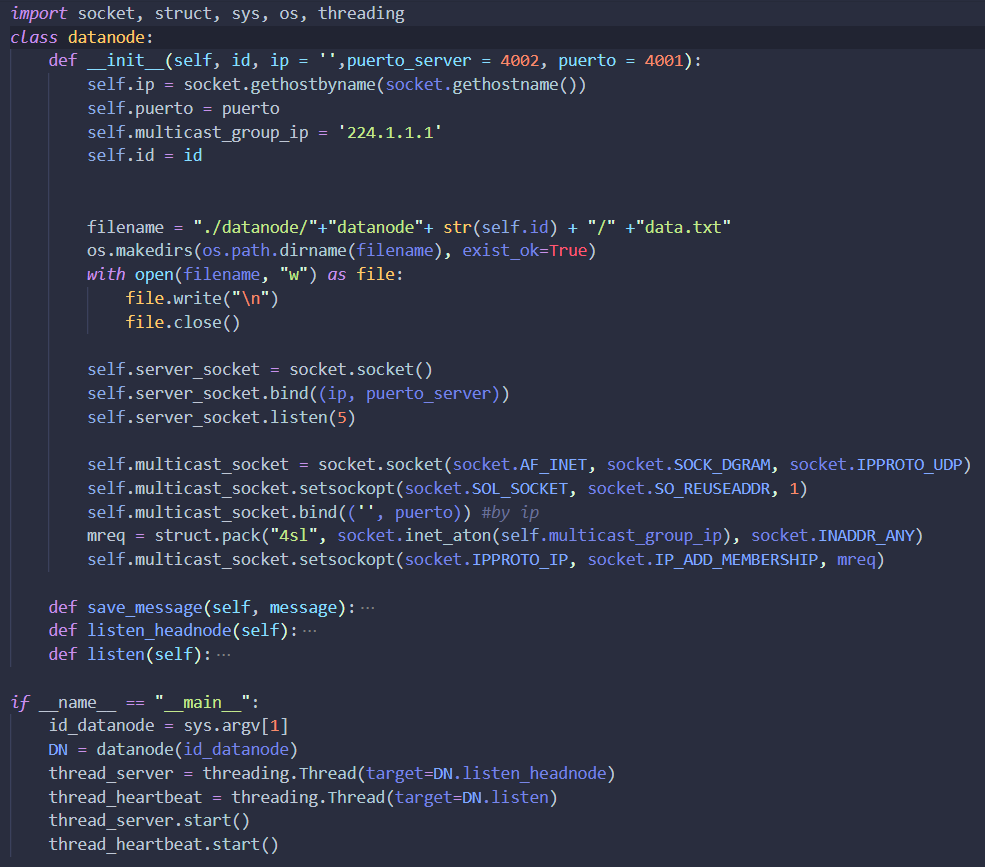 import socket, struct, sys, os, threading
class datanode:
    def __init__(self, id, ip = '',puerto_server = 4002, puerto = 4001):
        self.ip = socket.gethostbyname(socket.gethostname())
        self.puerto = puerto
        self.multicast_group_ip = '224.1.1.1'
        self.id = id
        filename = "./datanode/"+"datanode"+ str(self.id) + "/" +"data.txt"
        os.makedirs(os.path.dirname(filename), exist_ok=True)
        with open(filename, "w") as file:
            file.write("\n")
            file.close()
        self.server_socket = socket.socket()
        self.server_socket.bind((ip, puerto_server))
        self.server_socket.listen(5)
        self.multicast_socket = socket.socket(socket.AF_INET, socket.SOCK_DGRAM, socket.IPPROTO_UDP)
        self.multicast_socket.setsockopt(socket.SOL_SOCKET, socket.SO_REUSEADDR, 1)
        self.multicast_socket.bind(('', puerto)) #by ip
        mreq = struct.pack("4sl", socket.inet_aton(self.multicast_group_ip), socket.INADDR_ANY)
        self.multicast_socket.setsockopt(socket.IPPROTO_IP, socket.IP_ADD_MEMBERSHIP, mreq)
    def save_message(self, message): ···
    def listen_headnode(self): ···
    def listen(self): ···
if __name__ == "__main__":
    id_datanode = sys.argv[1]
    DN = datanode(id_datanode)
    thread_server = threading.Thread(target=DN.listen_headnode)
    thread_heartbeat = threading.Thread(target=DN.listen)
    thread_server.start()
    thread_heartbeat.start()